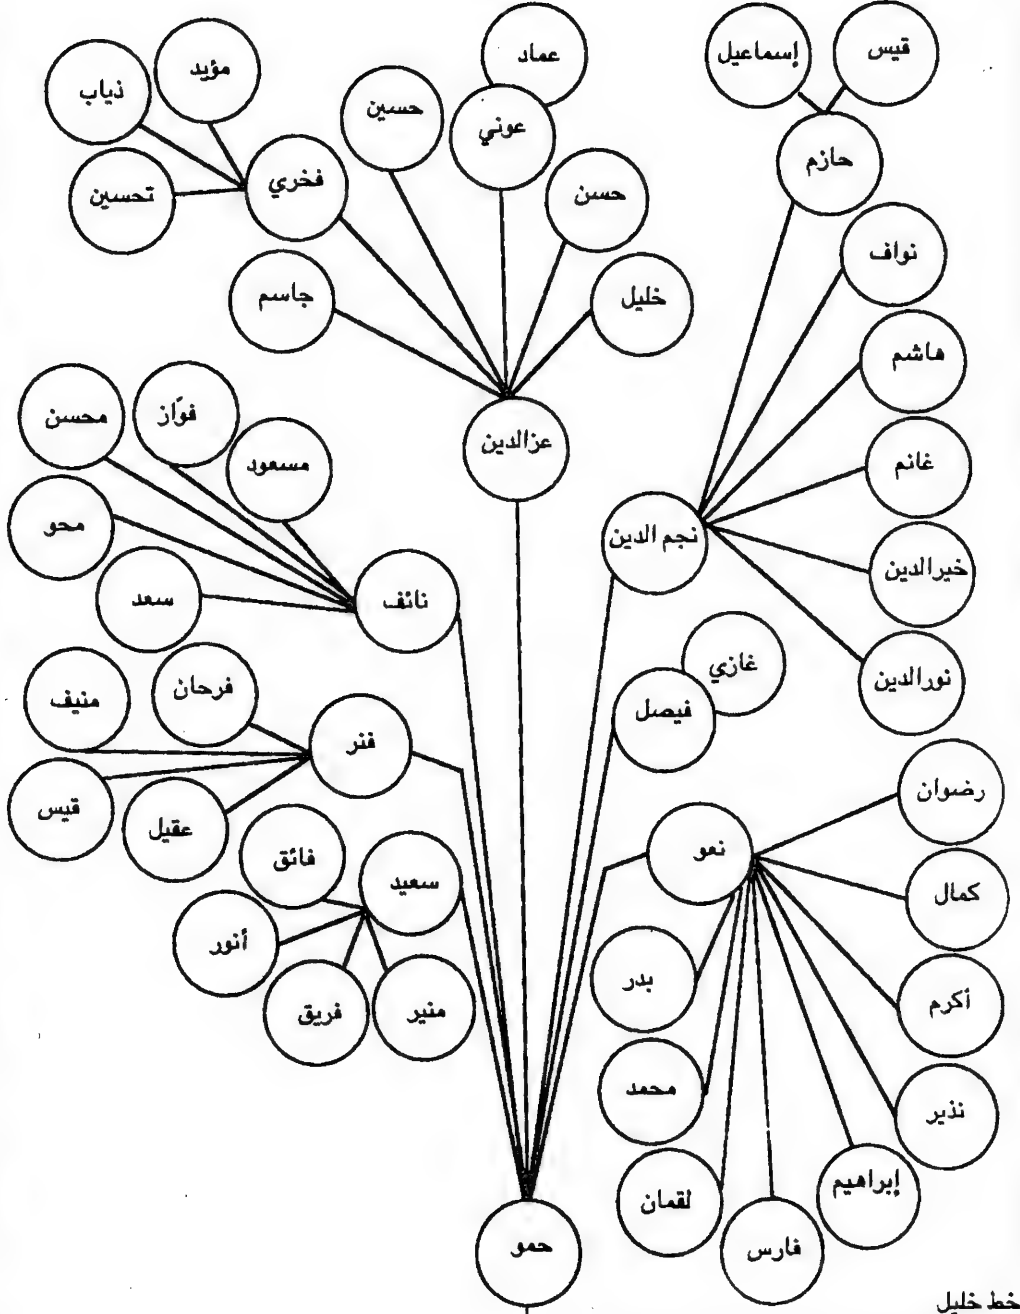 قيس
إسماعيل
عماد
مؤيد
ذياب
حسين
عوني
حازم
تحسين
فخري
حسن
نواف
جاسم
خليل
هاشم
محسن
فوّاز
مسعود
عزالدين
غانم
محو
نجم الدين
خيرالدين
سعد
نائف
غازي
نورالدين
منيف
فرحان
فيصل
فنر
رضوان
قيس
عقيل
فائق
نعو
سعيد
كمال
أنور
بدر
أكرم
فريق
منير
محمد
نذير
لقمان
إبراهيم
فارس
حمو
خط خليل